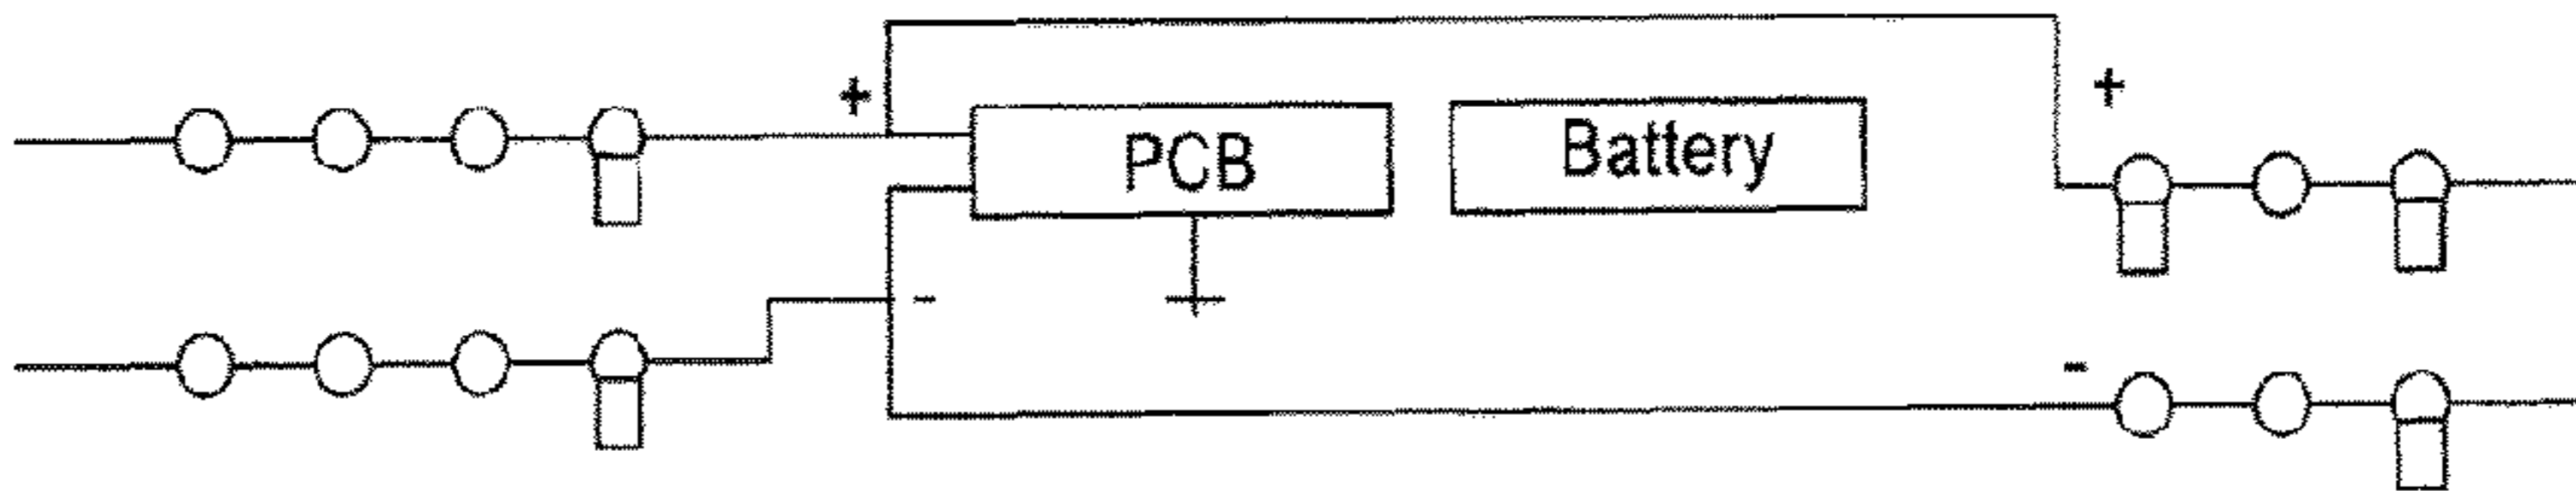 + +
PCB Battery
-
-